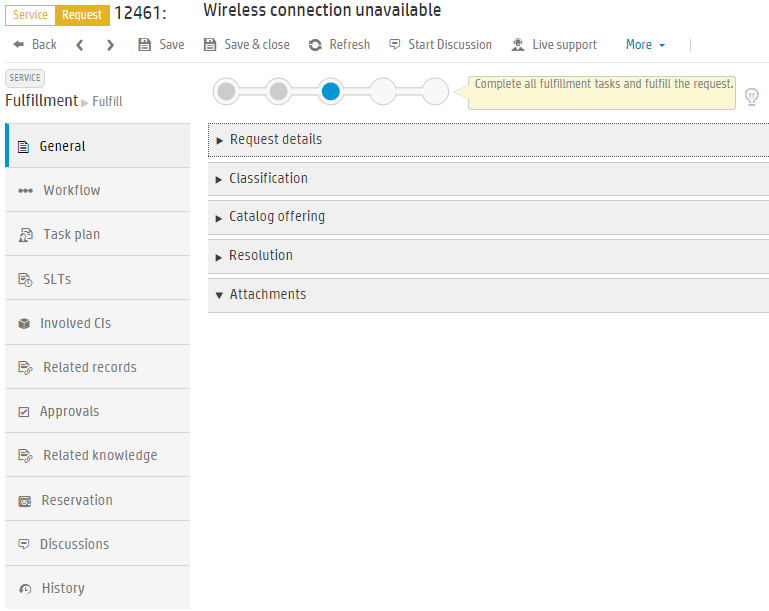 Service Request 12461: Wireless connection unavailable
Back Save Save & close Refresh Start Discussion Live support More
SERVICE
Fulfillment Fulfill
Complete all fulfillment tasks and fulfill the request.
General
Workflow
Task plan
SLTs
Involved CIs
Related records
Approvals
Related knowledge
Reservation
Discussions
History
Request details
Classification
Catalog offering
Resolution
Attachments